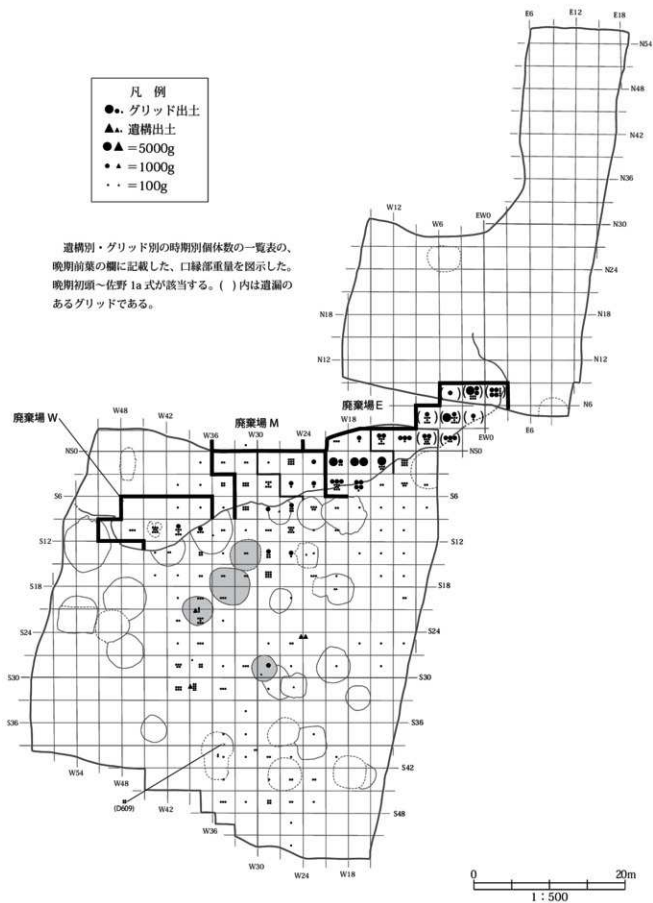 E6 E12 E18
N54
N48
N42
N36
N30
N24
N18
N12
N6
凡 例
●●・グリッド出土
▲▲. 遺構出土
●▲ =5000g
• ▴ =1000g
· · =100g
W12
W6
EW0
N18
N12
遺構別・グリッド別の時期別個体数の一覧表の、
晩期前葉の欄に記載した、口縁部重量を図示した。
晩期初頭～佐野 1a 式が該当する。( ) 内は遺漏の
あるグリッドである。
廃棄場 W
廃棄場 M
廃棄場 E
W48 W42 W36 W30 W24 W18
EW0
E6
NS0
NS0
S6
S6
S12
S12
S18
S18
S24
S24
S30
S30
S36
S36
S42
S48
W54
W48
W42
W36
W30
W24
W18
(D609)
0 20m
1 : 500